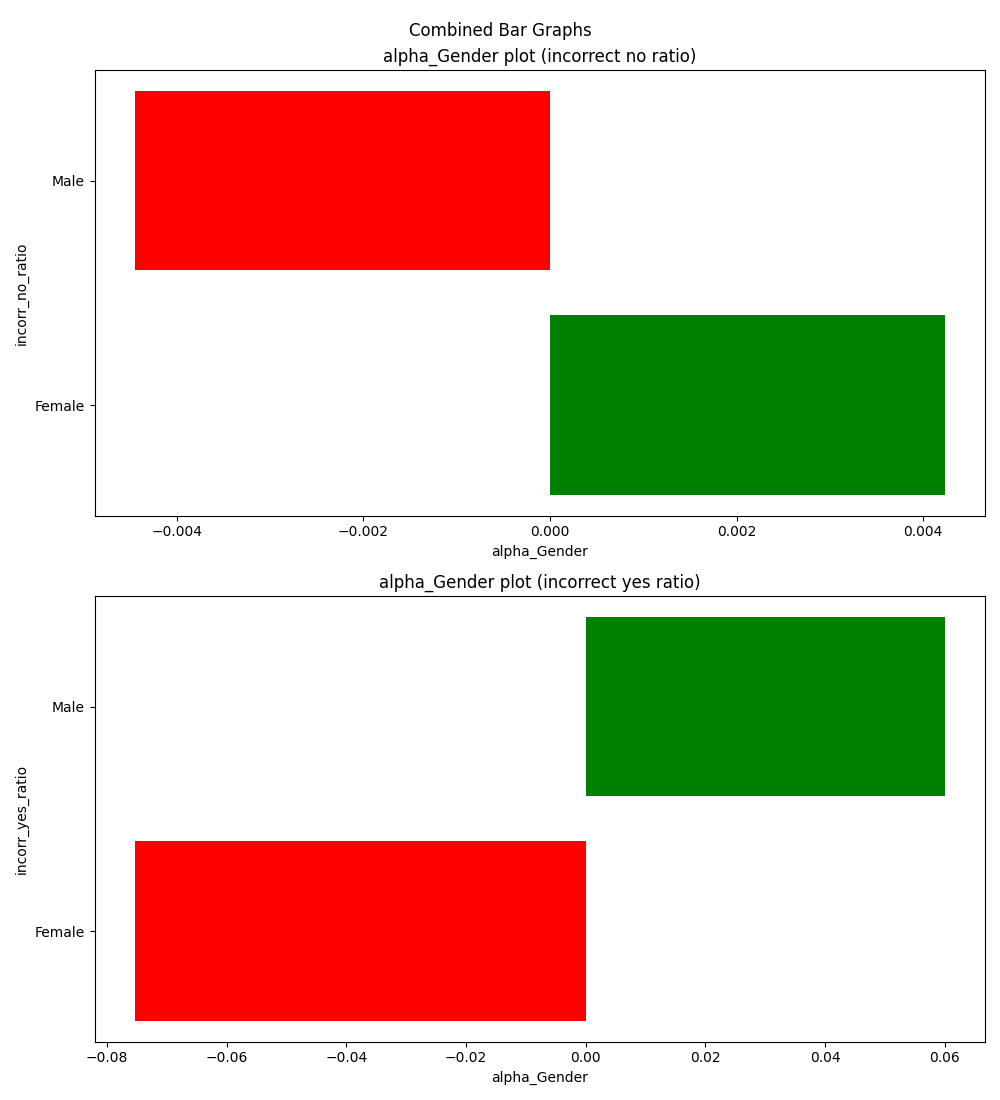 Combined Bar Graphs
alpha_Gender plot (incorrect no ratio)
incorr_no_ratio
Male
Female
−0.004 −0.002 0.000 0.002 0.004
alpha_Gender
alpha_Gender plot (incorrect yes ratio)
incorr_yes_ratio
Male
Female
−0.08 −0.06 −0.04 −0.02 0.00 0.02 0.04 0.06
alpha_Gender